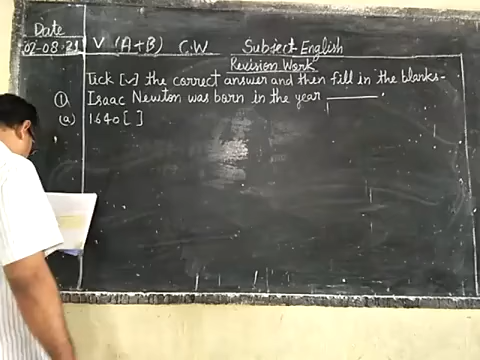 Date
02-08-21 V (A+B) C.W Subject-English
Revision Work
Tick [✓] the correct answer and then fill in the blanks-
(1) Isaac Newton was born in the year ______.
(a) 1640 [ ]